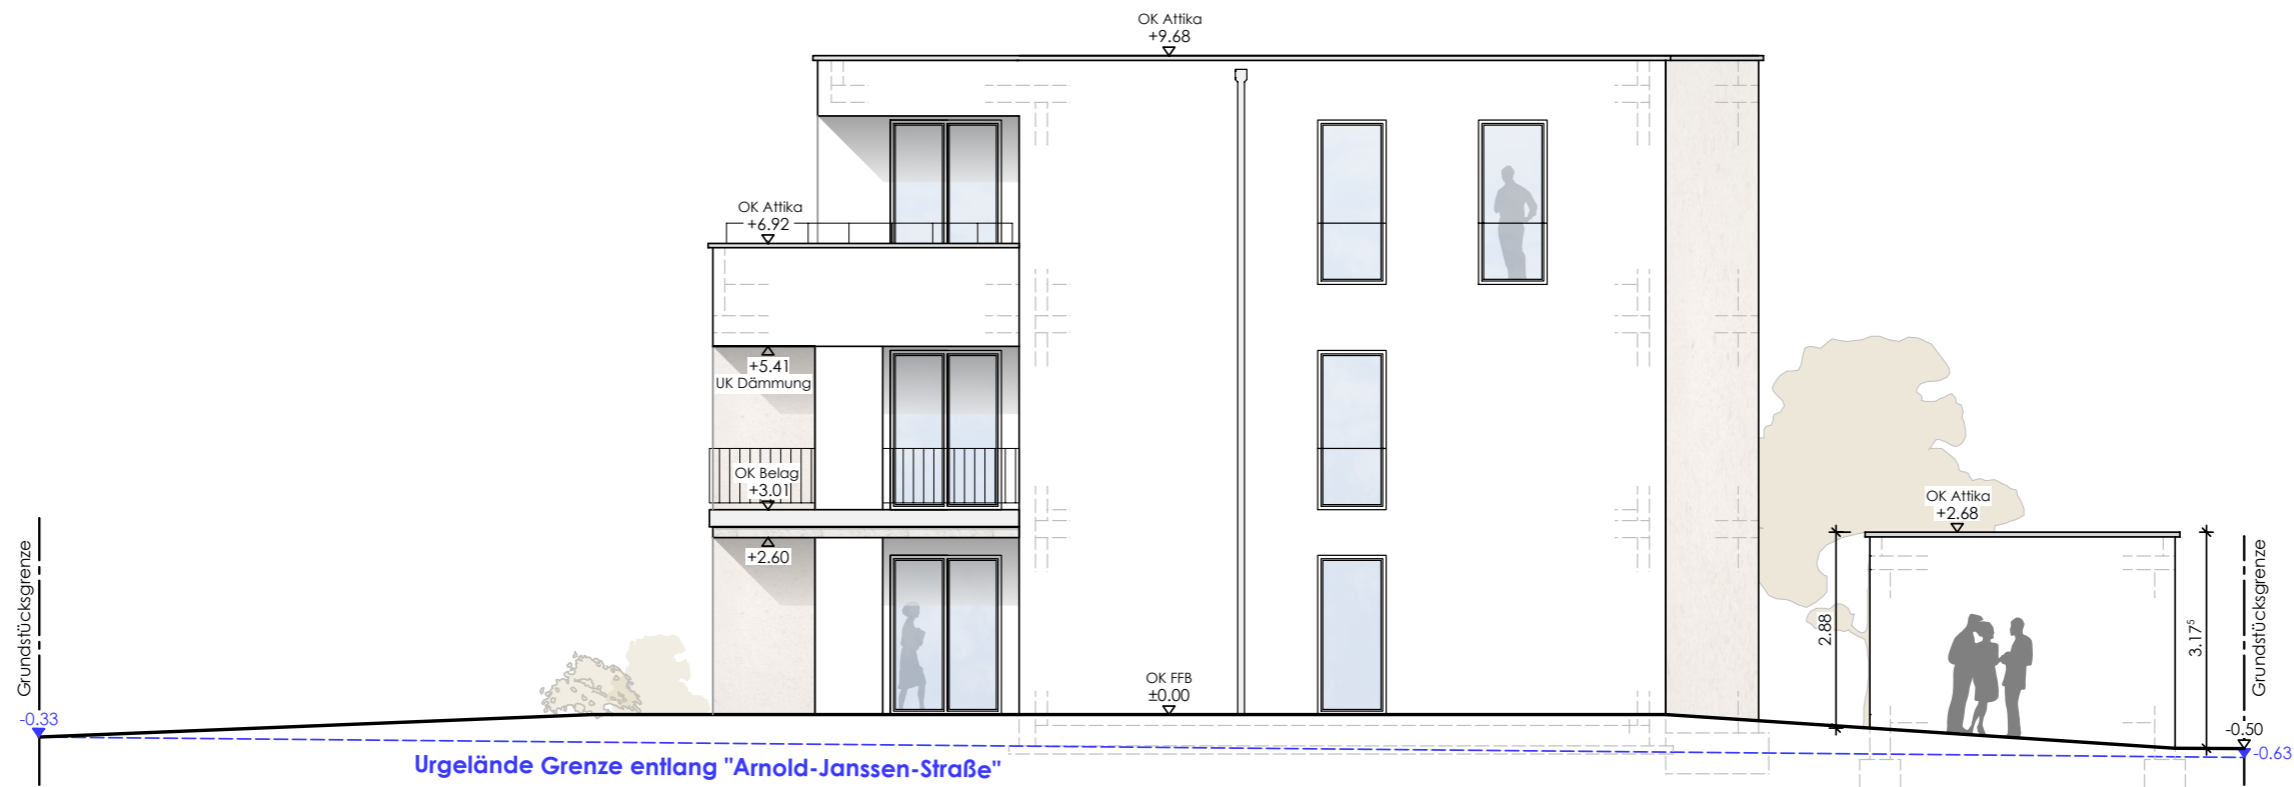 OK Attika
+9.68
OK Attika
+6.92
+5.41
UK Dämmung
OK Belag
+3.01
+2.60
OK Attika
+2.68
2.88
3.17⁵
Grundstücksgrenze
Grundstücksgrenze
OK FFB
±0.00
-0.33
-0.50
-0.63
Urgelände Grenze entlang "Arnold-Janssen-Straße"